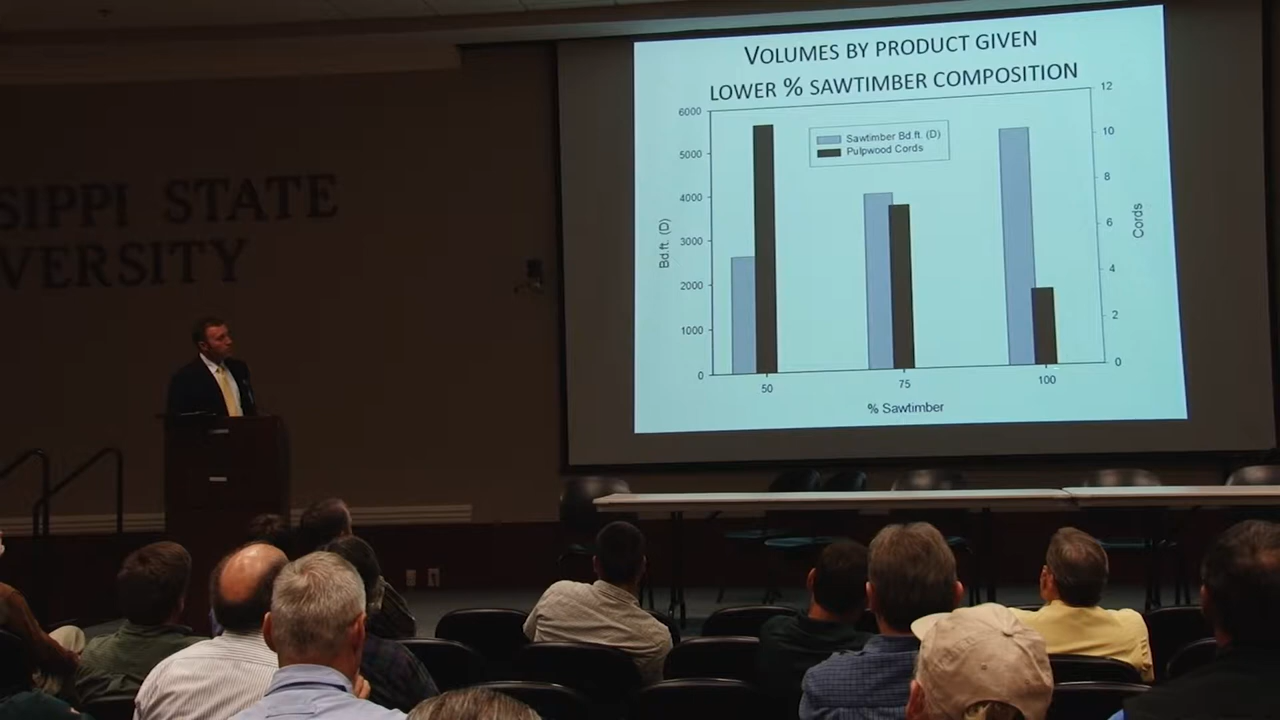 SIPPI STATE
VERSITY
VOLUMES BY PRODUCT GIVEN
LOWER % SAWTIMBER COMPOSITION
6000
5000
4000
3000
2000
1000
0
Bd.ft. (D)
Sawtimber Bd.ft. (D)
Pulpwood Cords
12
10
8
6
4
2
0
Cords
50
75
100
% Sawtimber